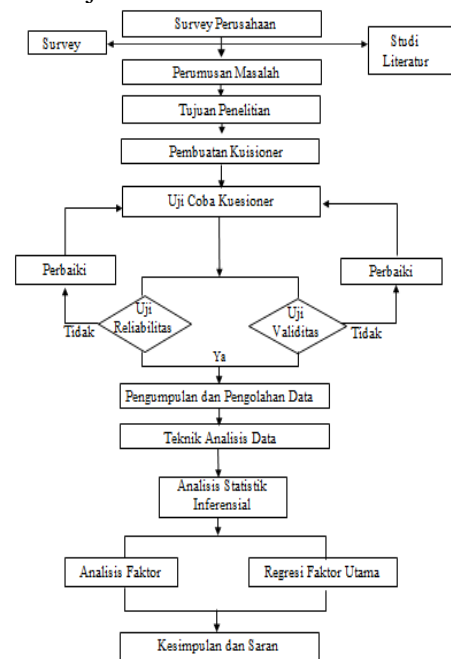 Survey Perusahaan
Survey
Studi
Literatur
Perumusan Masalah
Tujuan Penelitian
Pembuatan Kuisioner
Uji Coba Kuesioner
Perbaiki
Perbaiki
Uji
Reliabilitas
Uji
Validitas
Tidak
Tidak
Ya
Pengumpulan dan Pengolahan Data
Teknik Analisis Data
Analisis Statistik
Inferensial
Analisis Faktor
Regresi Faktor Utama
Kesimpulan dan Saran